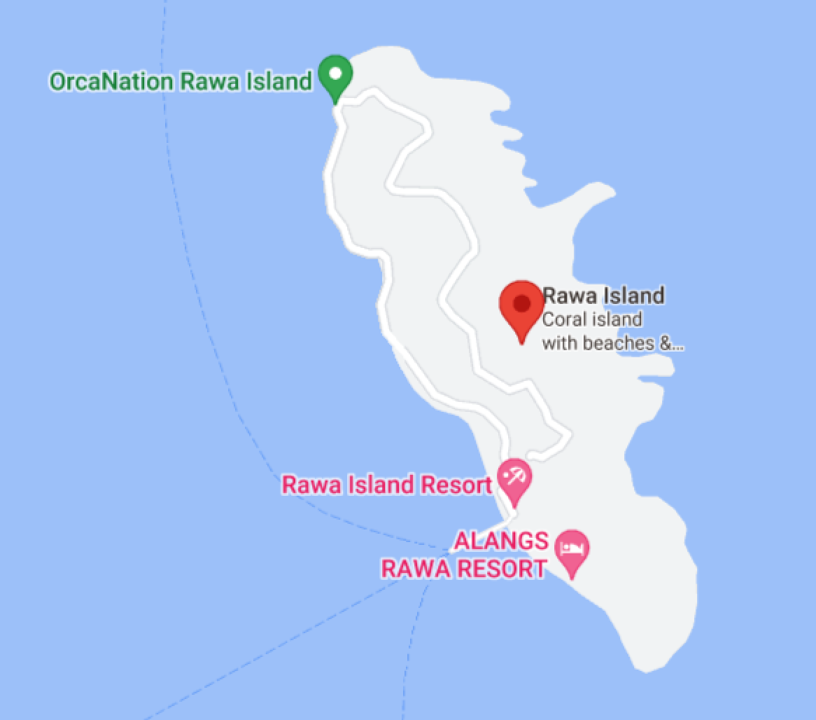 OrcaNation Rawa Island
Rawa Island
Coral island
with beaches &...
Rawa Island Resort
ALANGS
RAWA RESORT